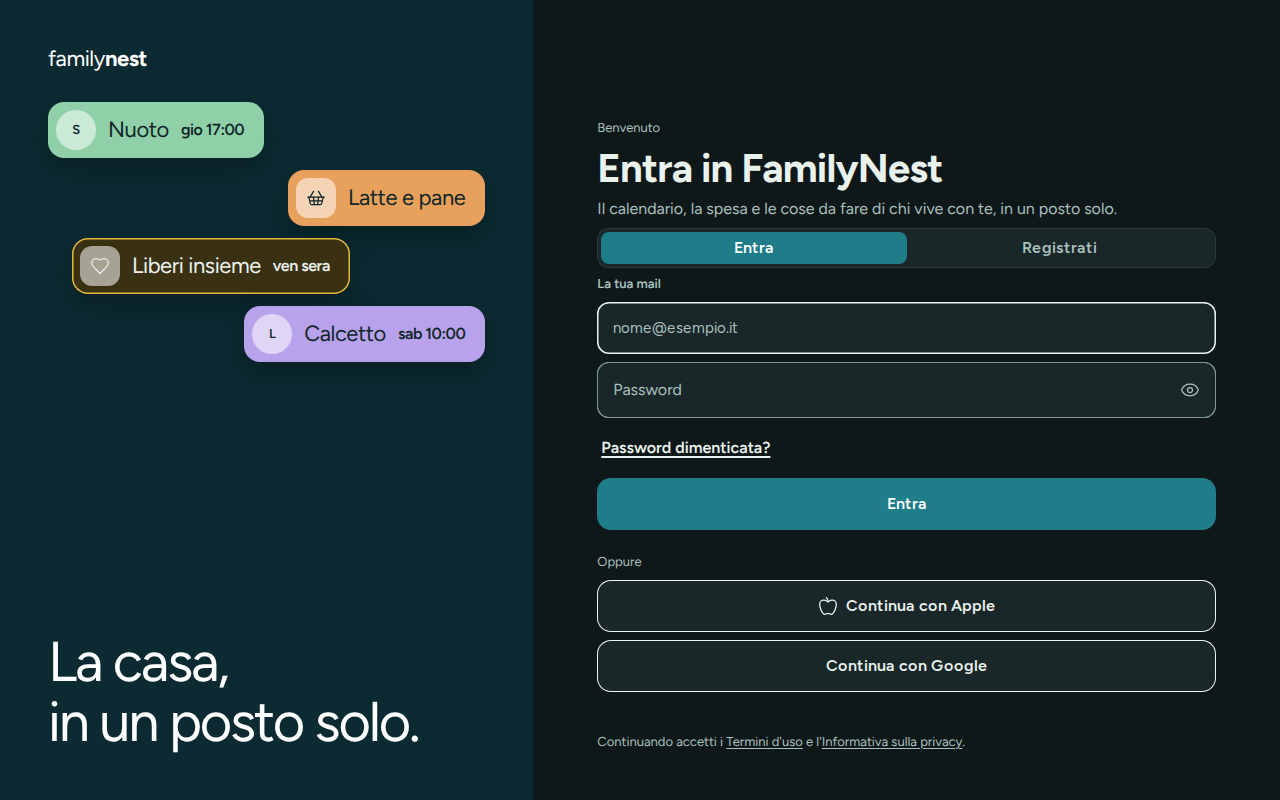 familynest
S Nuoto gio 17:00
Latte e pane
Liberi insieme ven sera
L Calcetto sab 10:00
La casa,
in un posto solo.
Benvenuto
Entra in FamilyNest
Il calendario, la spesa e le cose da fare di chi vive con te, in un posto solo.
Entra Registrati
La tua mail
nome@esempio.it
Password
Password dimenticata?
Entra
Oppure
Continua con Apple
Continua con Google
Continuando accetti i Termini d'uso e l'Informativa sulla privacy.